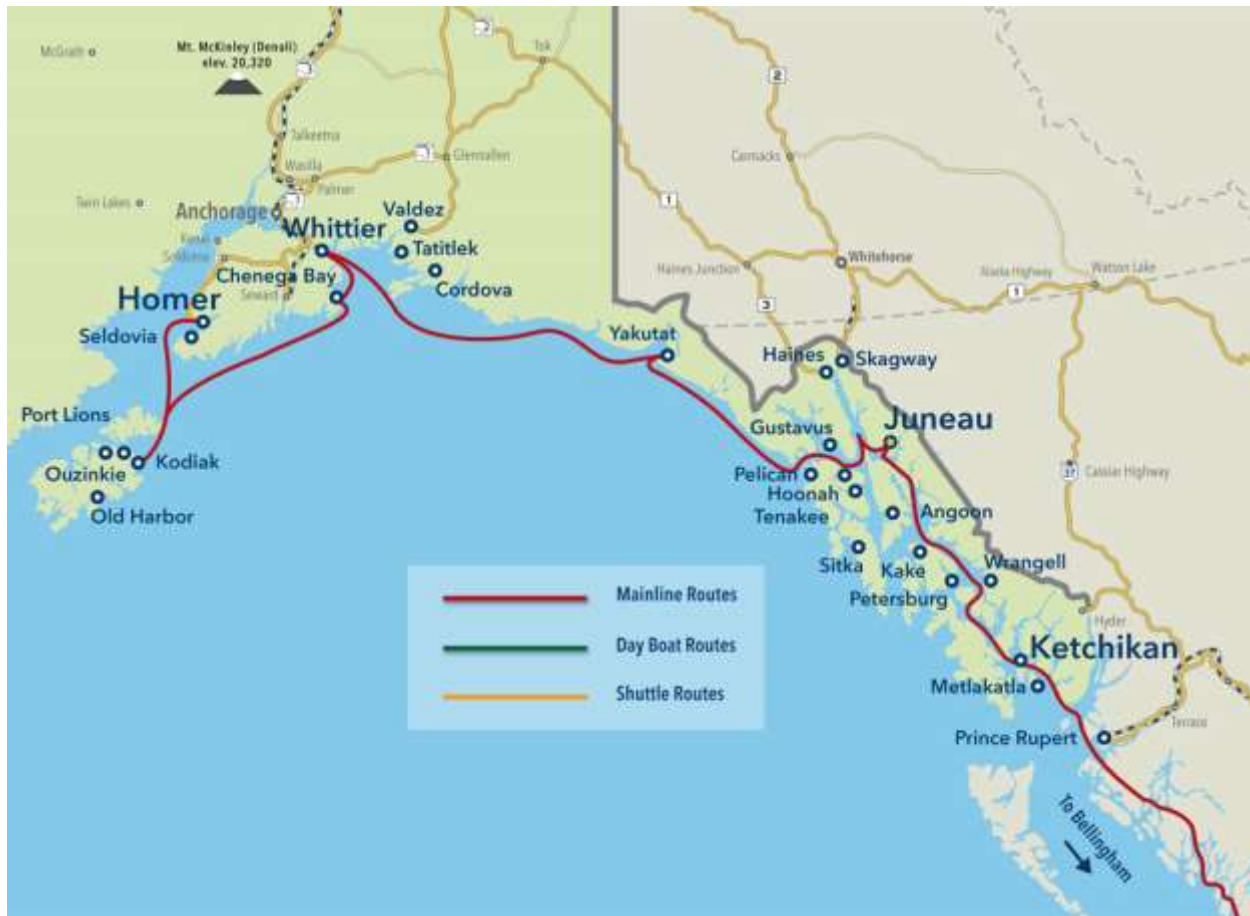 McGrath
Mt. McKinley (Denali)
elev. 20,320
Tok
2
Talkeetna
Carmacks
Wasilla
Glennallen
Palmer
Twin Lakes
1
Anchorage
Valdez
Whittier
Kenai
Soldotna
Tatitlek
Haines Junction
Whitehorse
Watson Lake
Alaska Highway
1
Chenega Bay
Seward
Cordova
3
Homer
Seldovia
Yakutat
Haines
Skagway
Port Lions
Gustavus
Juneau
Ouzinkie
Kodiak
Pelican
37
Cassiar Highway
Hoonah
Old Harbor
Tenakee
Angoon
Sitka
Kake
Wrangell
Petersburg
Mainline Routes
Hyder
Day Boat Routes
Ketchikan
Shuttle Routes
Metlakatla
Terrace
Prince Rupert
To Bellingham